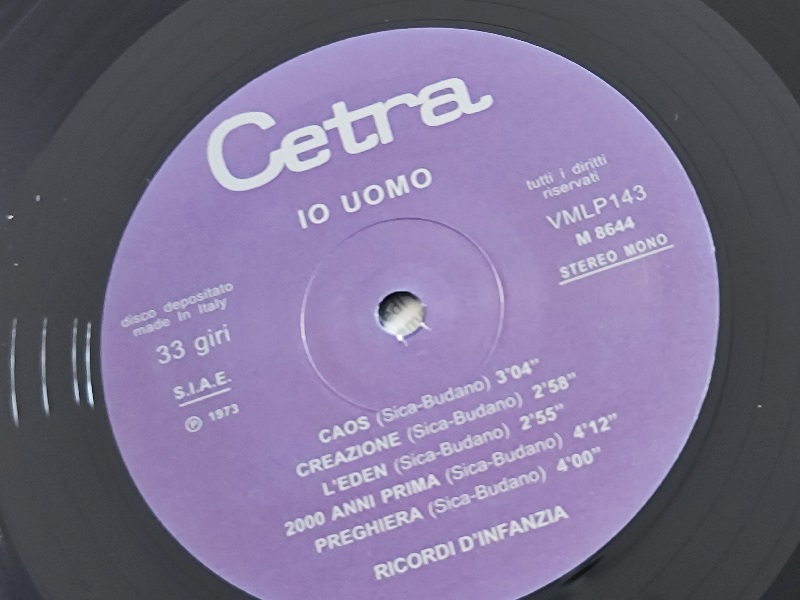 Cetra
IO UOMO
tutti i diritti
riservati
VMLP143
M 8644
STEREO MONO
disco depositato
made in Italy
33 giri
S.I.A.E.
Ⓟ 1973
CAOS (Sica-Budano) 3'04"
CREAZIONE (Sica-Budano) 2'58"
L'EDEN (Sica-Budano) 2'55"
2000 ANNI PRIMA (Sica-Budano) 4'12"
PREGHIERA (Sica-Budano) 4'00"
RICORDI D'INFANZIA